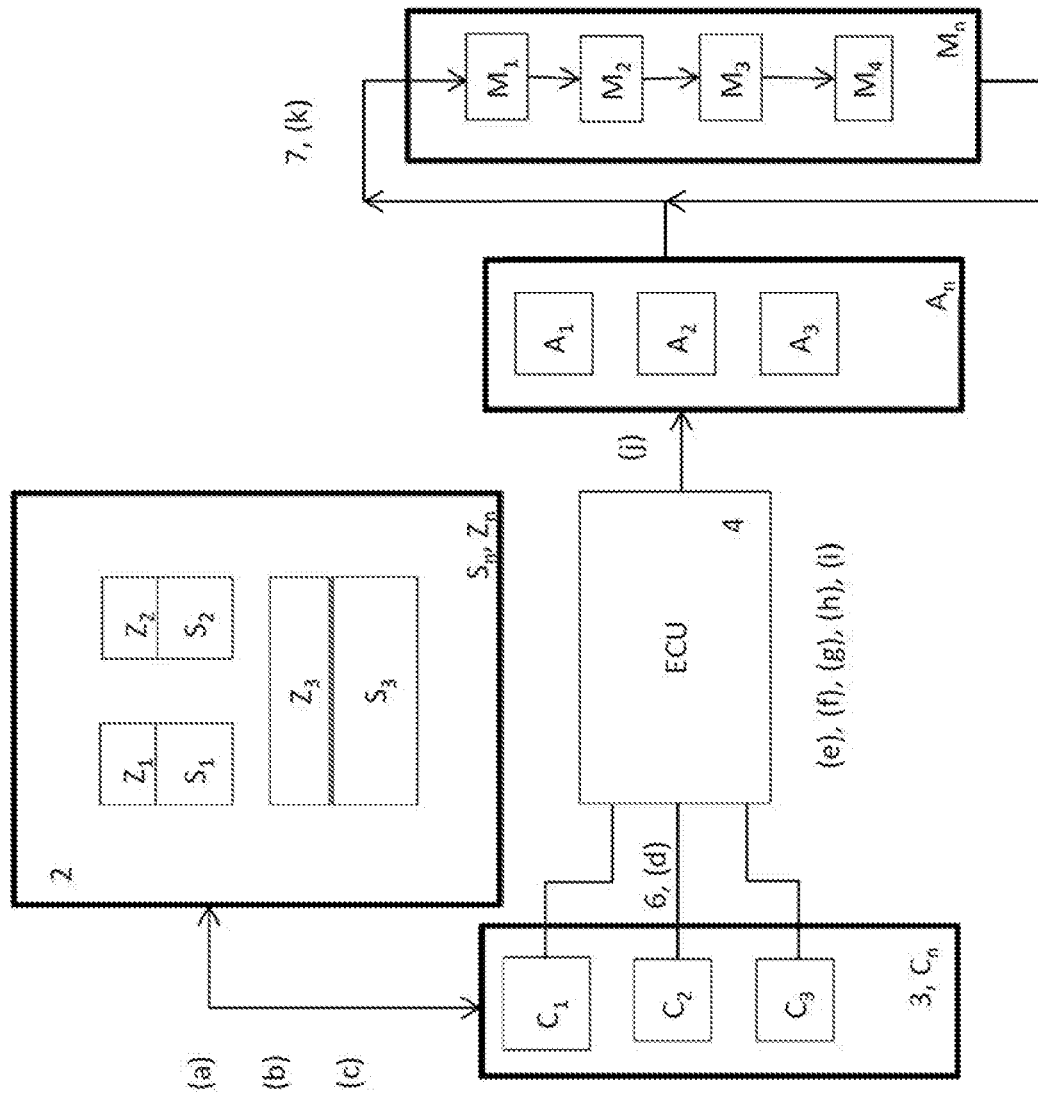 (a)
(b)
(c)
2
Z₁
S₁
Z₂
S₂
Z₃
S₃
Sₙ, Zₙ
C₁
C₂
C₃
3, Cₙ
6, (d)
ECU
4
(e), (f), (g), (h), (i)
(j)
A₁
A₂
A₃
Aₙ
7, (k)
M₁
M₂
M₃
M₄
Mₙ